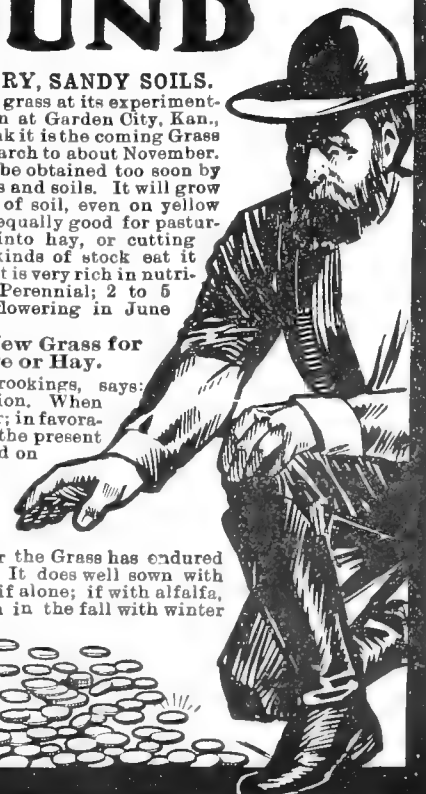 UND
RY, SANDY SOILS.
grass at its experiment-
n at Garden City, Kan.,
k it is the coming Grass
arch to about November.
be obtained too soon by
s and soils. It will grow
of soil, even on yellow
equally good for pastur-
into hay, or cutting
kinds of stock eat it
t is very rich in nutri-
Perennial; 2 to 5
lowering in June
ew Grass for
e or Hay.
rookings, says:
ion. When
; in favora-
the present
d on
r the Grass has endured
It does well sown with
if alone; if with alfalfa,
in the fall with winter